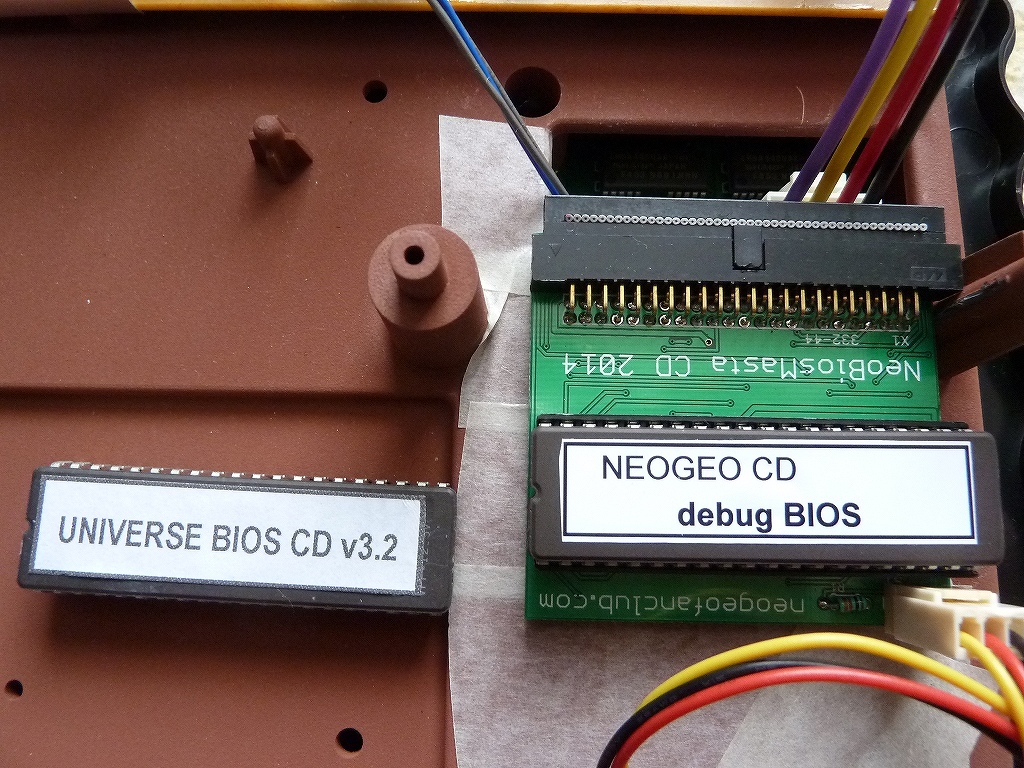 X1
332-44
NeoBiosMasta CD 2014
NEOGEO CD
debug BIOS
UNIVERSE BIOS CD v3.2
neogeofanclub.com